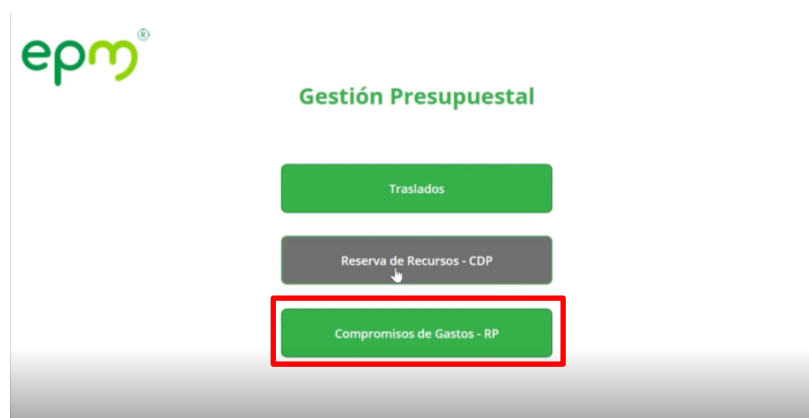 epm®
Gestión Presupuestal
Traslados
Reserva de Recursos - CDP
Compromisos de Gastos - RP